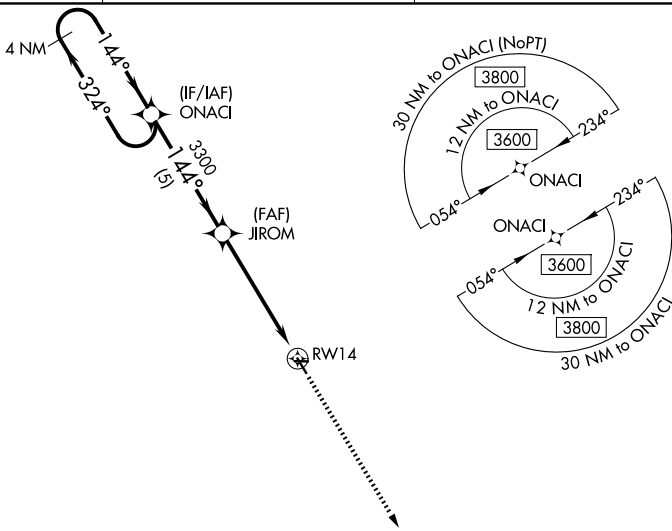 4 NM
144°
324°
(IF/IAF)
ONACI
3300
144°
(5)
(FAF)
JIROM
RW14
30 NM to ONACI (NoPT)
3800
12 NM to ONACI
3600
234°
054°
ONACI
ONACI
234°
054°
3600
12 NM to ONACI
3800
30 NM to ONACI